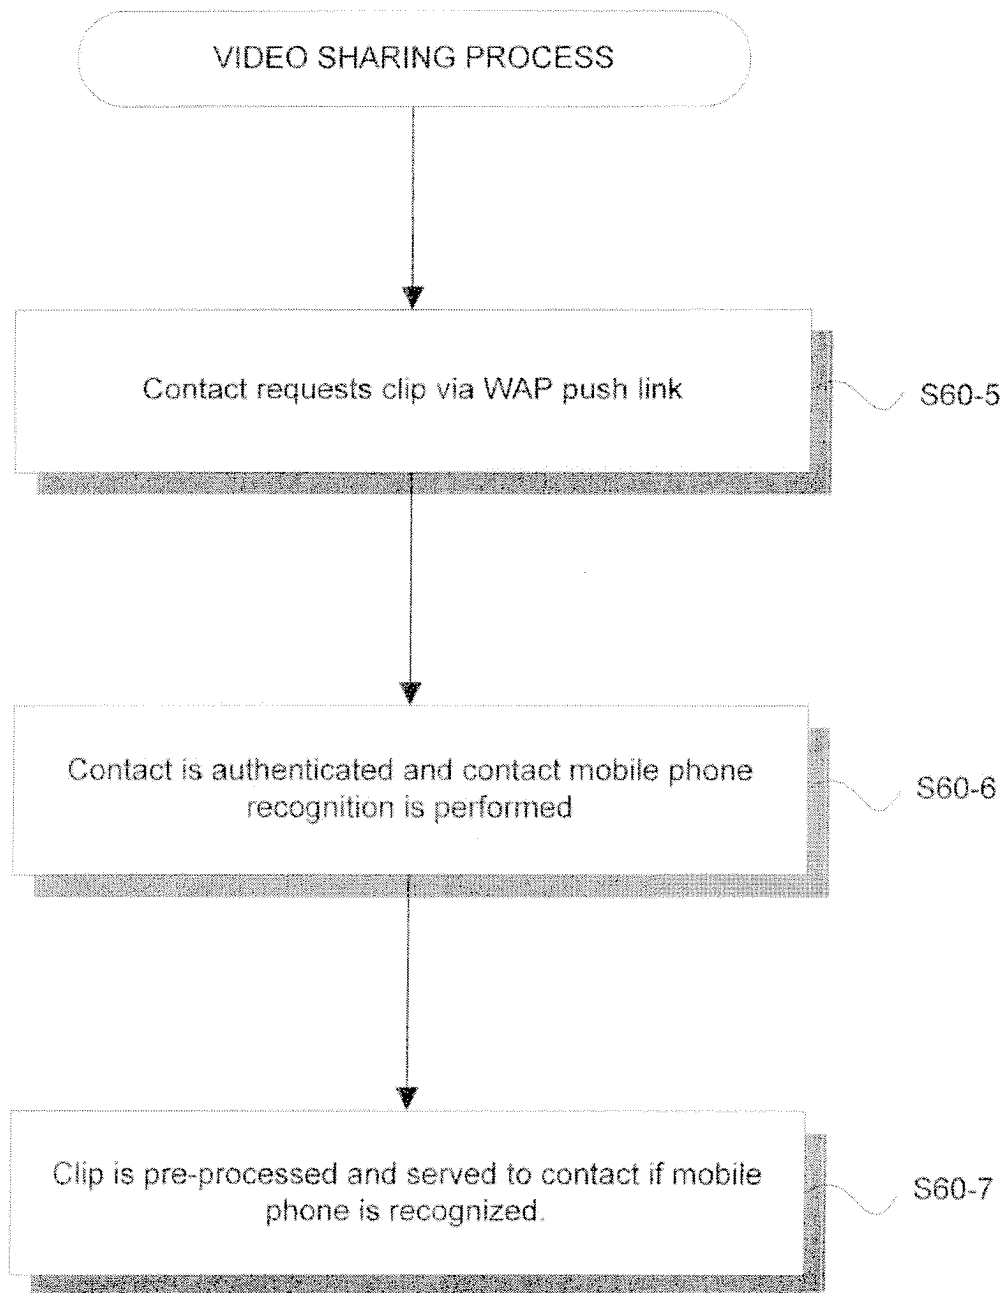 VIDEO SHARING PROCESS
Contact requests clip via WAP push link
S60-5
Contact is authenticated and contact mobile phone
recognition is performed
S60-6
Clip is pre-processed and served to contact if mobile
phone is recognized.
S60-7